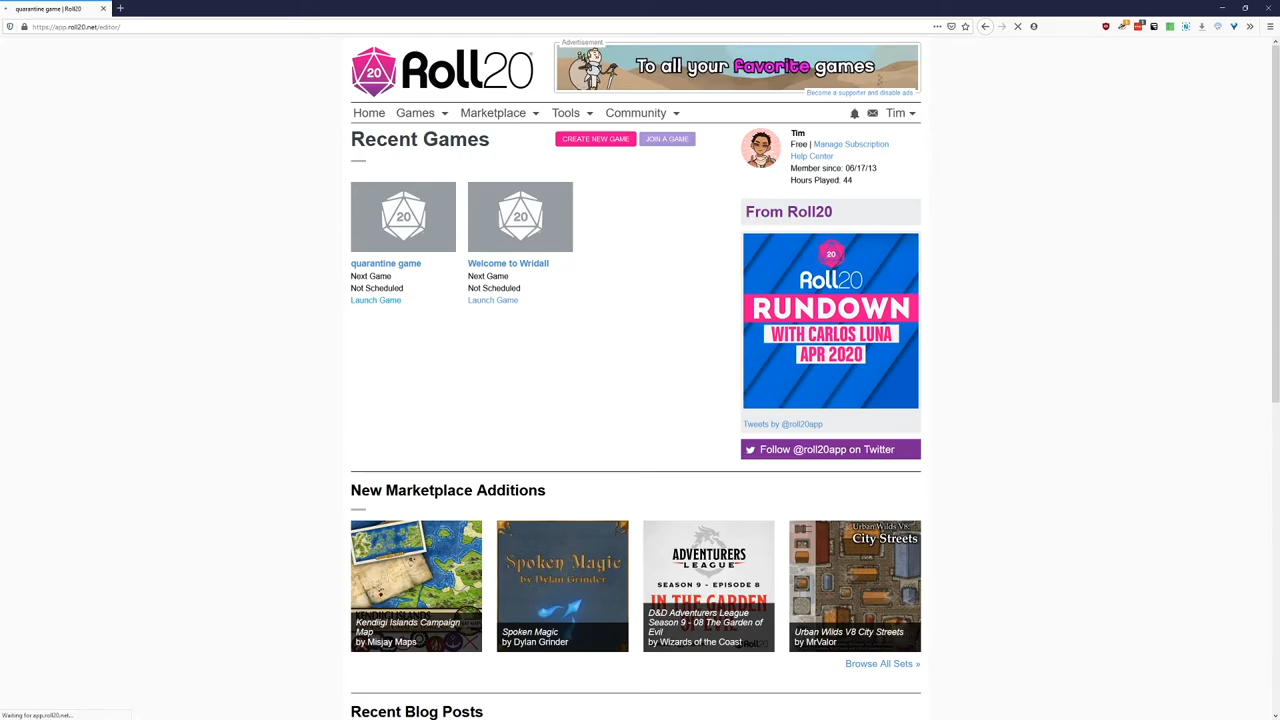 quarantine game | Roll20
https://app.roll20.net/editor/
Advertisement
20
Roll20
To all your favorite games
Become a supporter and disable ads
Home Games Marketplace Tools Community Tim
Recent Games
CREATE NEW GAME
JOIN A GAME
Tim
Free | Manage Subscription
Help Center
Member since: 06/17/13
Hours Played: 44
20
20
quarantine game
Next Game
Not Scheduled
Launch Game
Welcome to Wridall
Next Game
Not Scheduled
Launch Game
From Roll20
20
Roll20
RUNDOWN
WITH CARLOS LUNA
APR 2020
Tweets by @roll20app
Follow @roll20app on Twitter
New Marketplace Additions
Kendiigi Islands Campaign
Map
by Misjay Maps
Spoken Magic
by Dylan Grinder
Spoken Magic
by Dylan Grinder
ADVENTURERS
LEAGUE
SEASON 9 - EPISODE 8
IN THE GARDEN
D&D Adventurers League
Season 9 - 08 The Garden of
Evil
by Wizards of the Coast
Urban Wilds V8:
City Streets
Urban Wilds V8 City Streets
by MrValor
Browse All Sets »
Recent Blog Posts
Waiting for app.roll20.net...